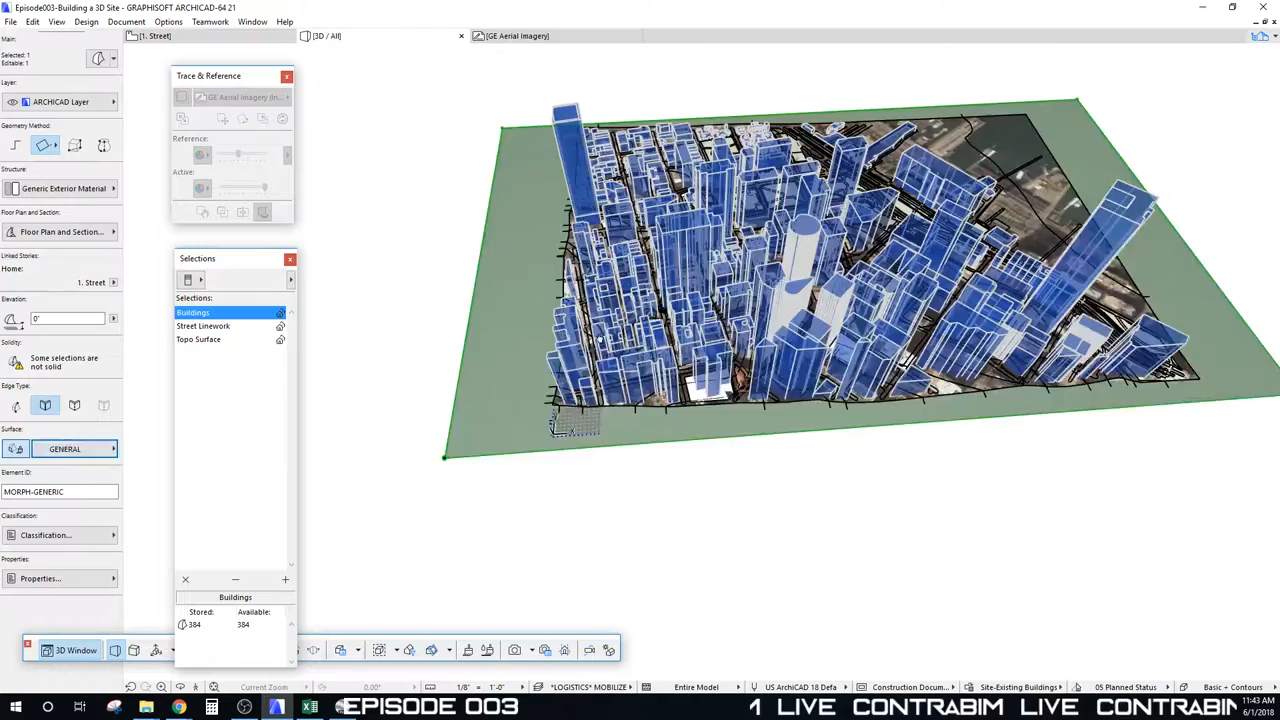 Episode003-Building a 3D Site - GRAPHISOFT ARCHICAD-64 21
File Edit View Design Document Options Teamwork Window Help
Main:
[1. Street]
[3D / All]
[GE Aerial Imagery]
Selected: 1
Editable: 1
Layer:
ARCHICAD Layer
Geometry Method:
Structure:
Generic Exterior Material
Floor Plan and Section:
Floor Plan and Section...
Linked Stories:
Home:
1. Street
Elevation:
0'
Solidity:
Some selections are
not solid
Edge Type:
Surface:
GENERAL
Element ID:
MORPH-GENERIC
Classification:
Classification...
Properties:
Properties...
Trace & Reference
GE Aerial Imagery (In...
Reference:
Active:
Selections
Selections:
Buildings
Street Linework
Topo Surface
Buildings
Stored: Available:
384 384
3D Window
Current Zoom
0.00°
1/8" = 1'-0"
*LOGISTICS* MOBILIZE
Entire Model
US ArchiCAD 18 Defa
Construction Docum...
Site-Existing Buildings
05 Planned Status
Basic + Contours
EPISODE 003
1 LIVE CONTRABIM LIVE CONTRABIM
11:43 AM
6/1/2018